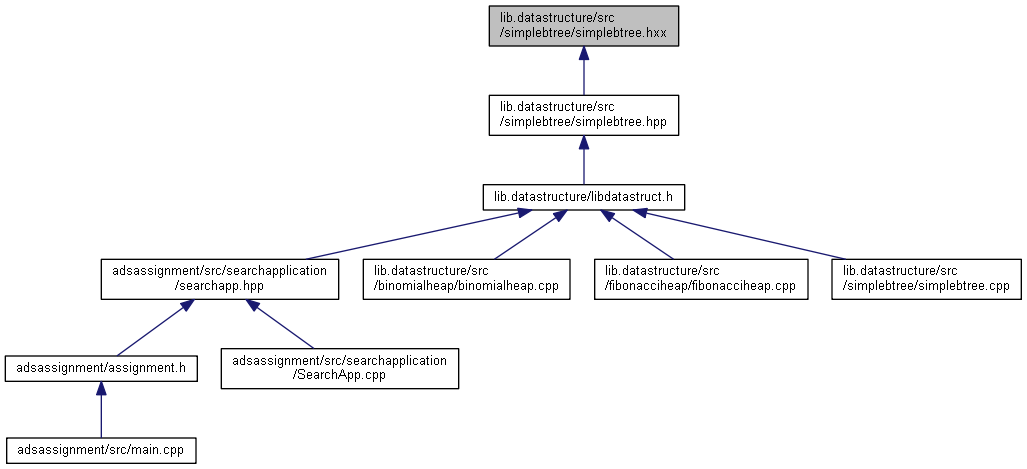 lib.datastructure/src
/simplebtree/simplebtree.hxx
lib.datastructure/src
/simplebtree/simplebtree.hpp
lib.datastructure/libdatastruct.h
adsassignment/src/searchapplication
/searchapp.hpp
lib.datastructure/src
/binomialheap/binomialheap.cpp
lib.datastructure/src
/fibonacciheap/fibonacciheap.cpp
lib.datastructure/src
/simplebtree/simplebtree.cpp
adsassignment/assignment.h
adsassignment/src/searchapplication
/SearchApp.cpp
adsassignment/src/main.cpp